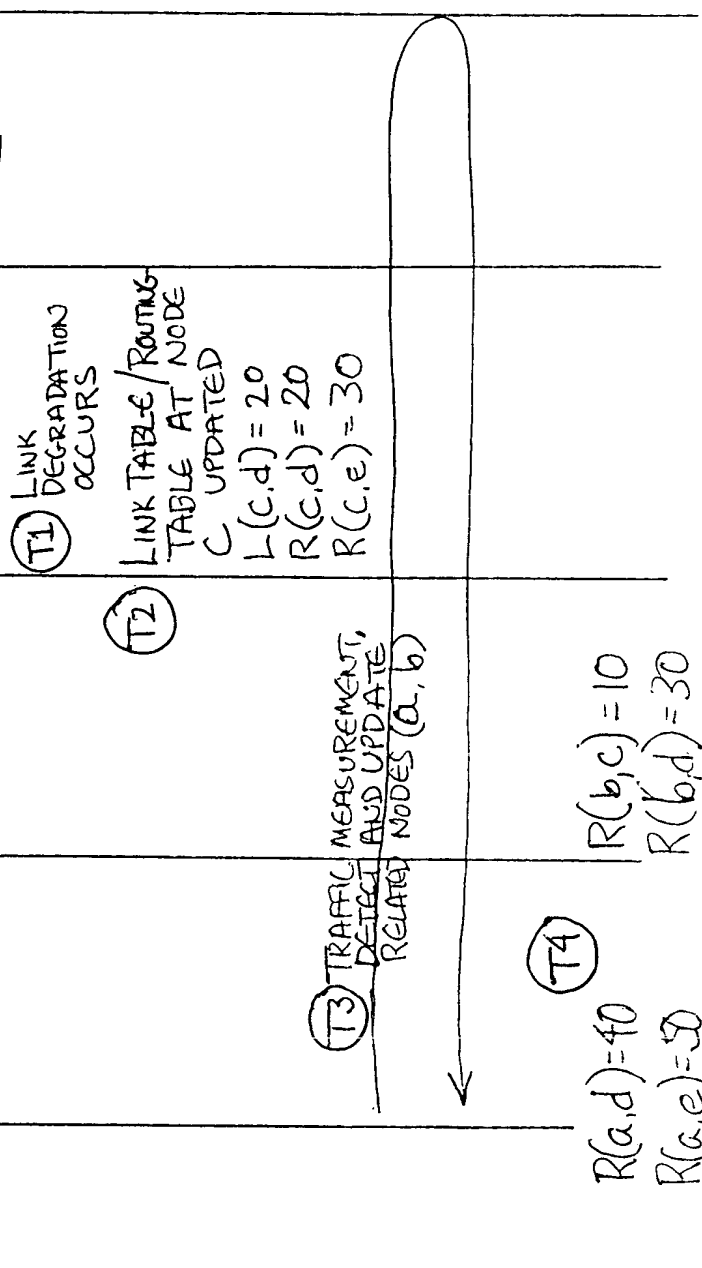 T1 LINK
DEGRADATION
OCCURS
T2 LINK TABLE/ROUTING
TABLE AT NODE
C UPDATED
L(c,d)=20
R(c,d)=20
R(c,e)=30
T3 TRAFFIC MEASUREMENT,
DETECT AND UPDATE
RELATED NODES (a, b)
T4
R(b,c)=10
R(b,d)=30
R(a,d)=40
R(a,e)=50